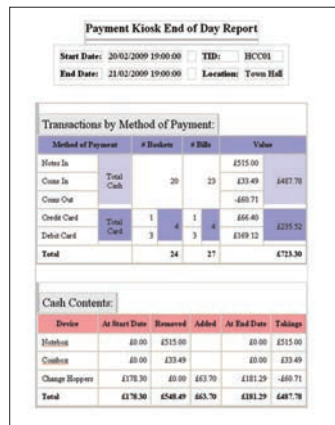 Payment Kiosk End of Day Report
Start Date: 20/02/2009 19:00:00 TID: HCC01
End Date: 21/02/2009 19:00:00 Location: Town Hall
Transactions by Method of Payment:
Method of Payment # Baskets # Bills Value
Notes In £515.00
Coins In Total Cash 20 23 £33.49 £487.78
Coins Out -£60.71
Credit Card Total Card 1 4 1 4 £66.40 £235.52
Debit Card 3 3 £169.12
Total 24 27 £723.30
Cash Contents:
Device At Start Date Removed Added At End Date Takings
Notebox £0.00 £515.00 £0.00 £515.00
Coinbox £0.00 £33.49 £0.00 £33.49
Change Hoppers £178.30 £0.00 £63.70 £181.29 -£60.71
Total £178.30 £548.49 £63.70 £181.29 £487.78